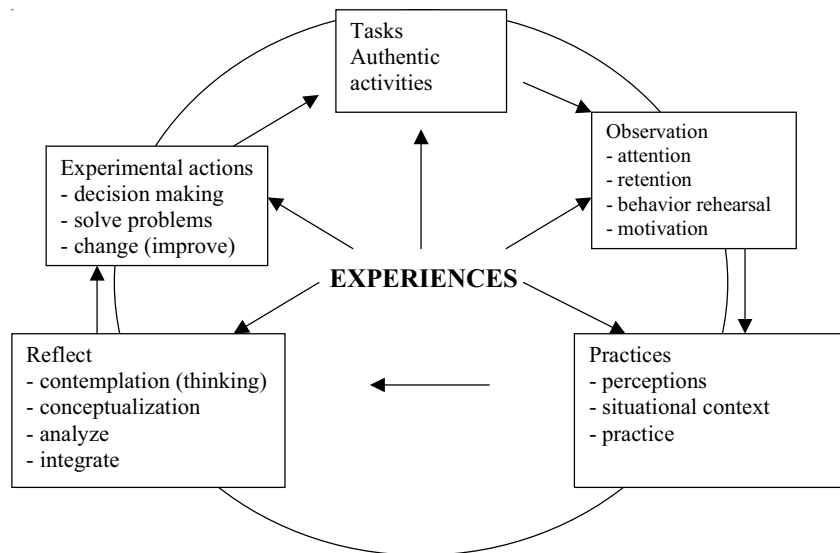 Tasks
Authentic
activities
Observation
- attention
- retention
- behavior rehearsal
- motivation
Experimental actions
- decision making
- solve problems
- change (improve)
EXPERIENCES
Reflect
- contemplation (thinking)
- conceptualization
- analyze
- integrate
Practices
- perceptions
- situational context
- practice